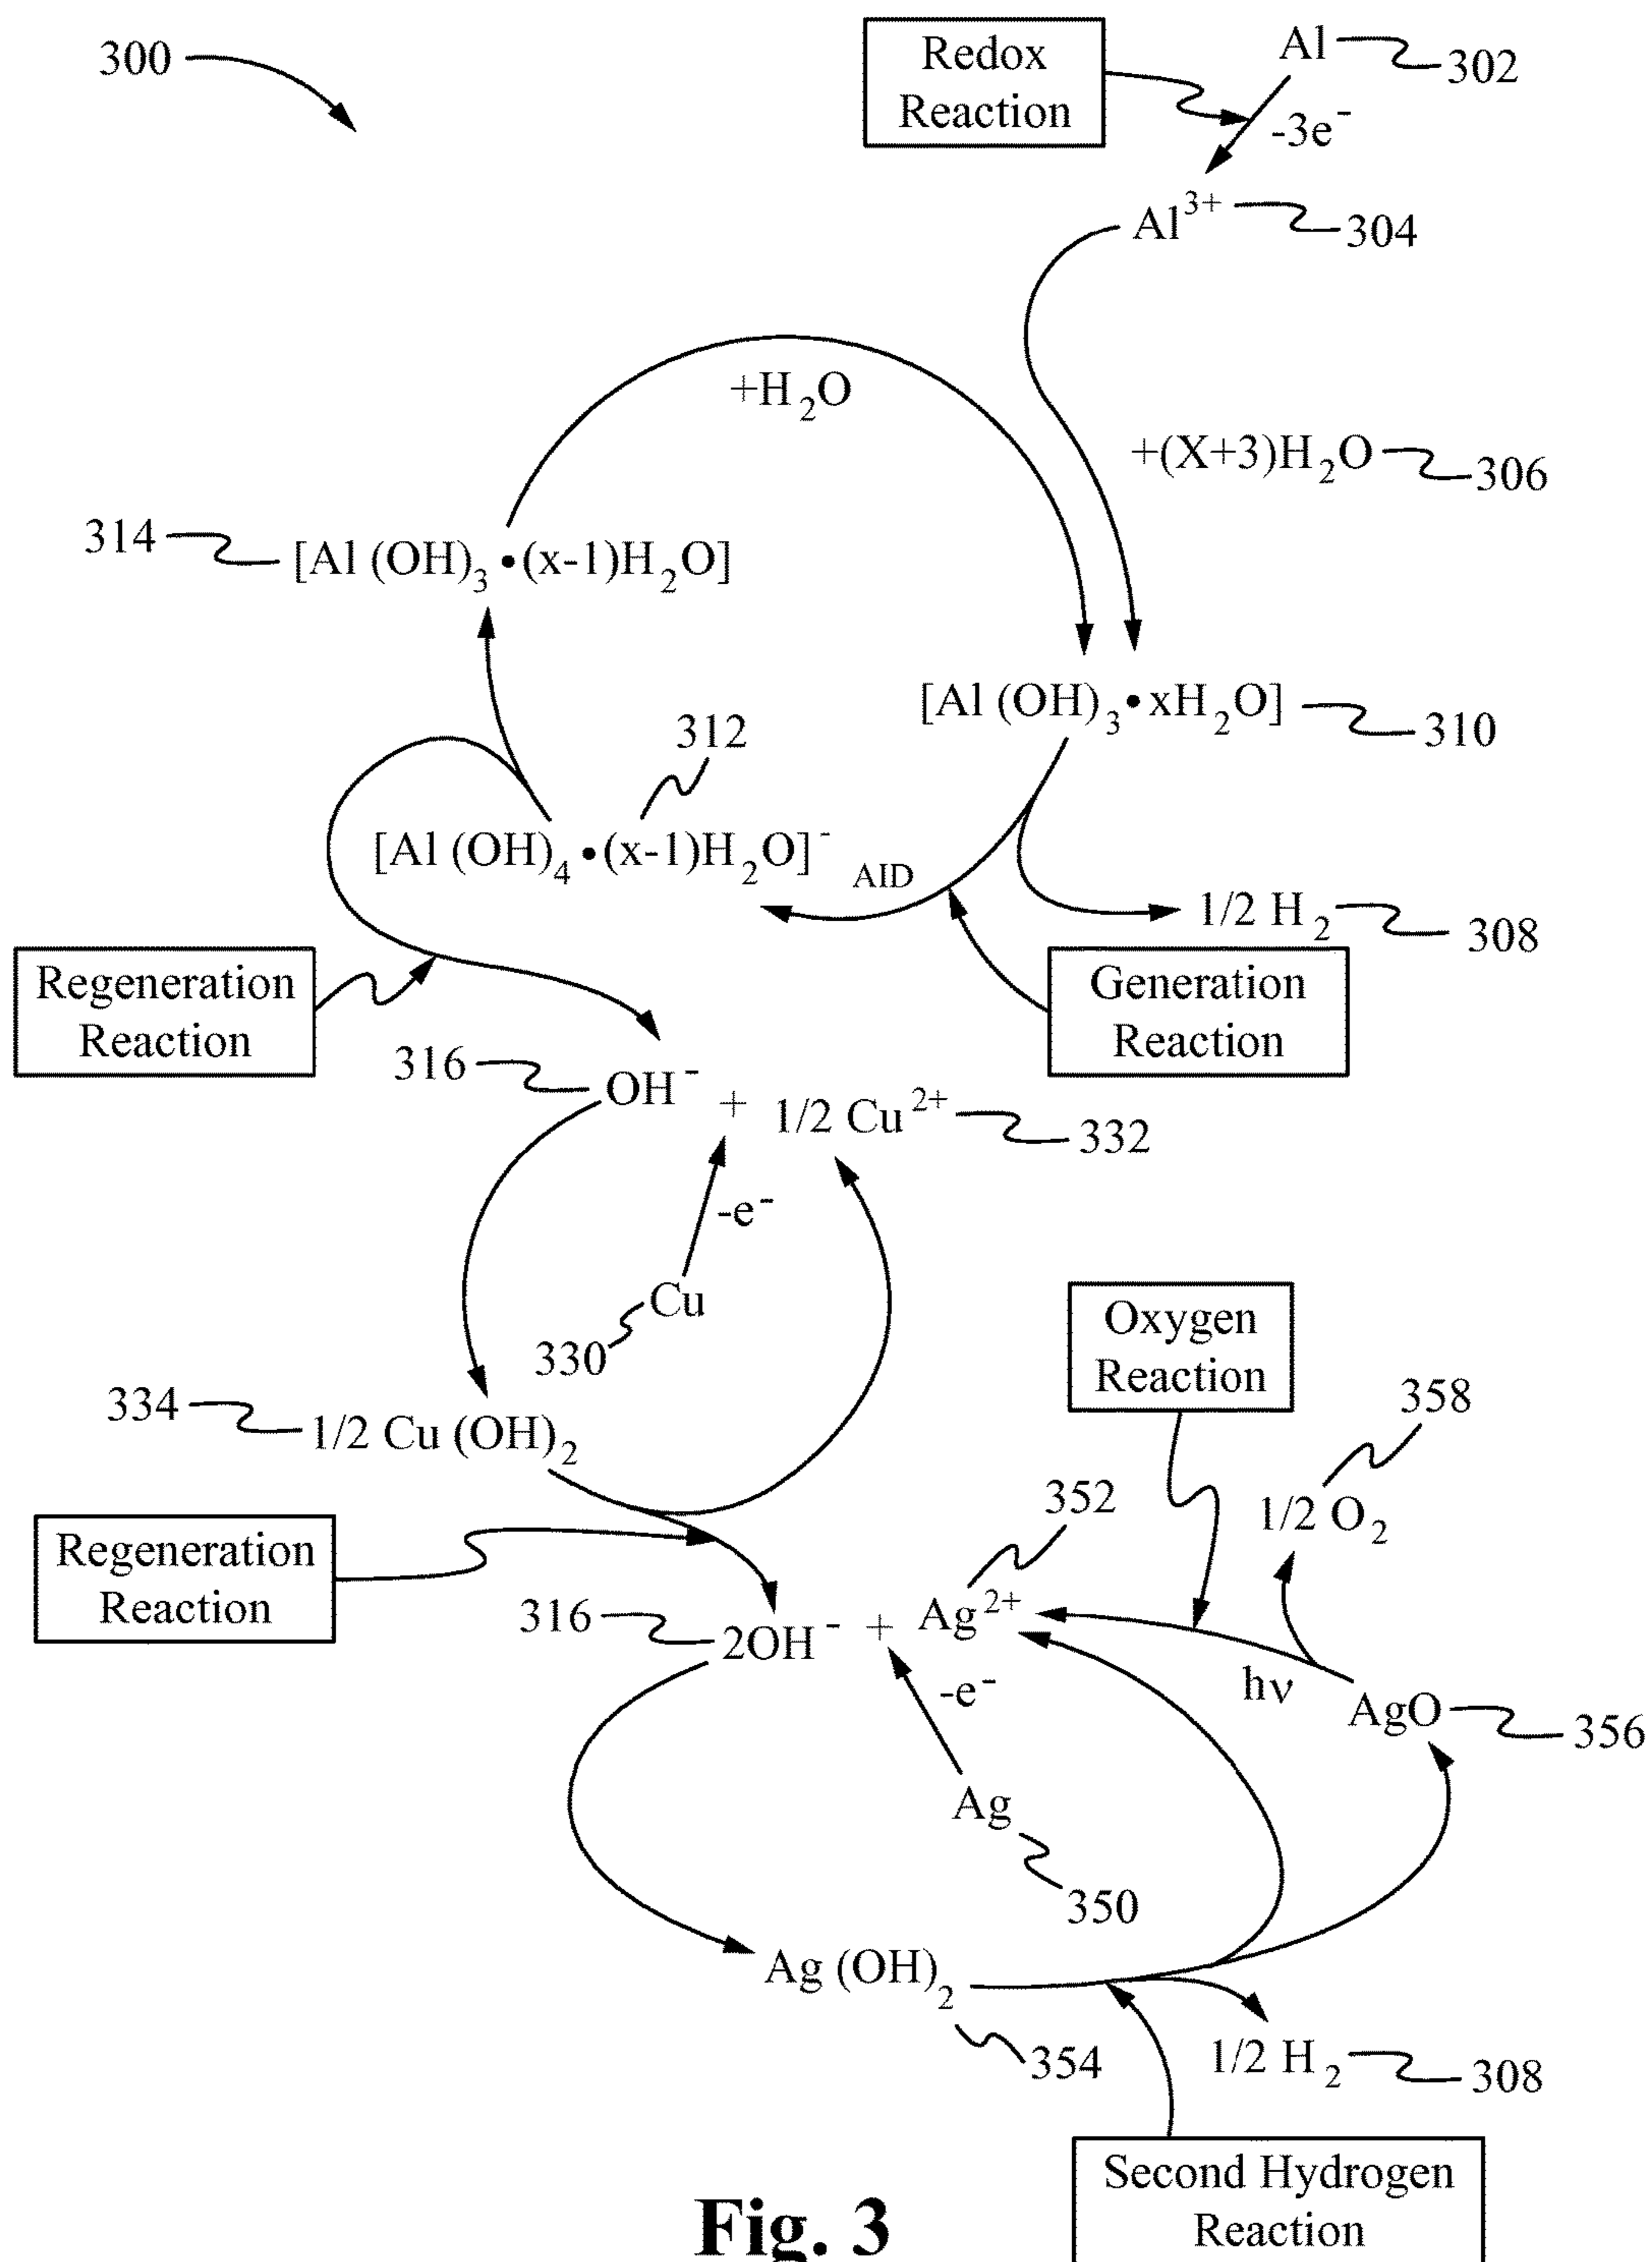 300
Redox
Reaction
Al
302
-3e⁻
Al³⁺
304
+H₂O
+(X+3)H₂O
306
314
[Al (OH)₃•(x-1)H₂O]
[Al (OH)₃•xH₂O]
310
312
[Al (OH)₄•(x-1)H₂O]⁻
AID
1/2 H₂
308
Regeneration
Reaction
Generation
Reaction
316
OH⁻ + 1/2 Cu²⁺
332
-e⁻
Cu
330
Oxygen
Reaction
334
1/2 Cu (OH)₂
358
1/2 O₂
352
Regeneration
Reaction
316
2OH⁻ + Ag²⁺
-e⁻
hν
AgO
356
Ag
350
Ag (OH)₂
354
1/2 H₂
308
Second Hydrogen
Reaction
Fig. 3